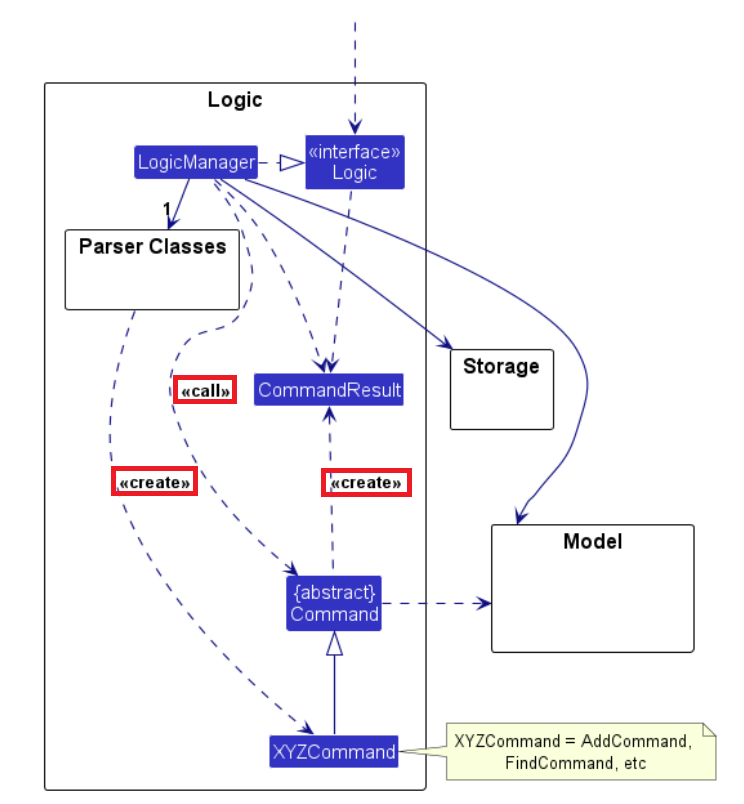 Logic
LogicManager
«interface»
Logic
1
Parser Classes
Storage
«call»
CommandResult
«create»
«create»
Model
{abstract}
Command
XYZCommand
XYZCommand = AddCommand,
FindCommand, etc